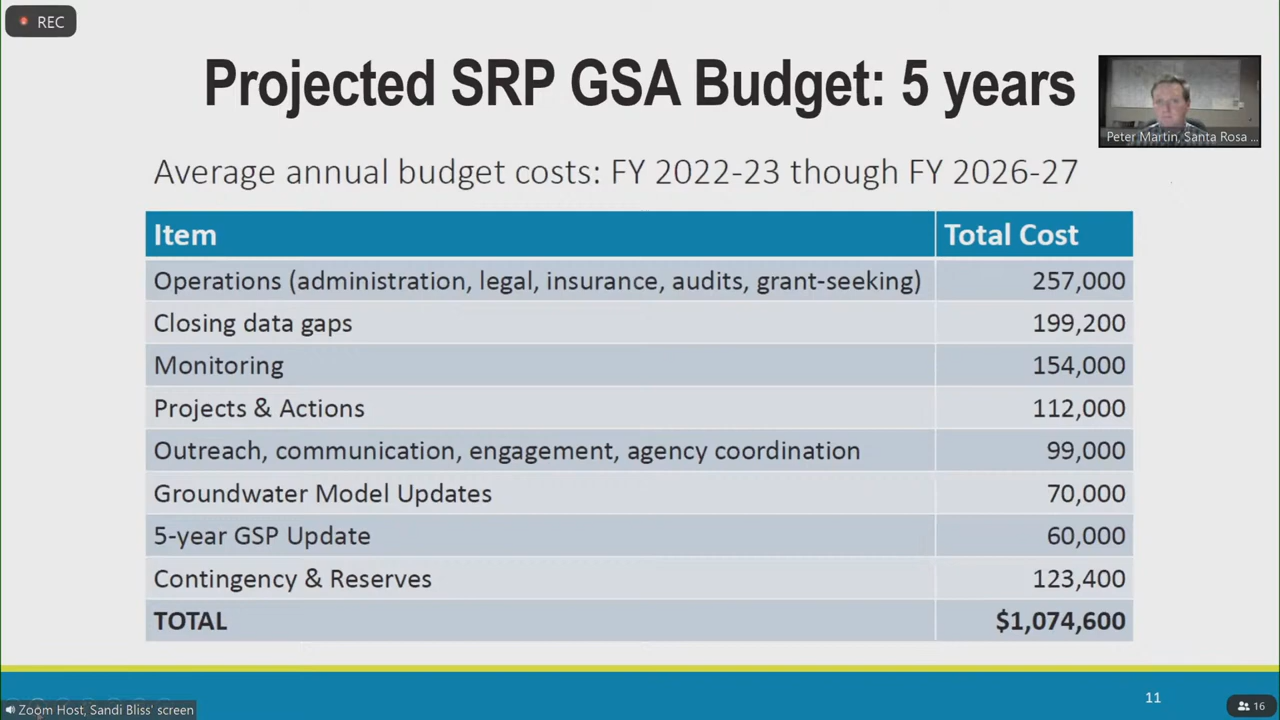 REC
Projected SRP GSA Budget: 5 years
Peter Martin, Santa Rosa ...
Average annual budget costs: FY 2022-23 though FY 2026-27
Item Total Cost
Operations (administration, legal, insurance, audits, grant-seeking) 257,000
Closing data gaps 199,200
Monitoring 154,000
Projects & Actions 112,000
Outreach, communication, engagement, agency coordination 99,000
Groundwater Model Updates 70,000
5-year GSP Update 60,000
Contingency & Reserves 123,400
TOTAL $1,074,600
11
Zoom Host, Sandi Bliss' screen
16